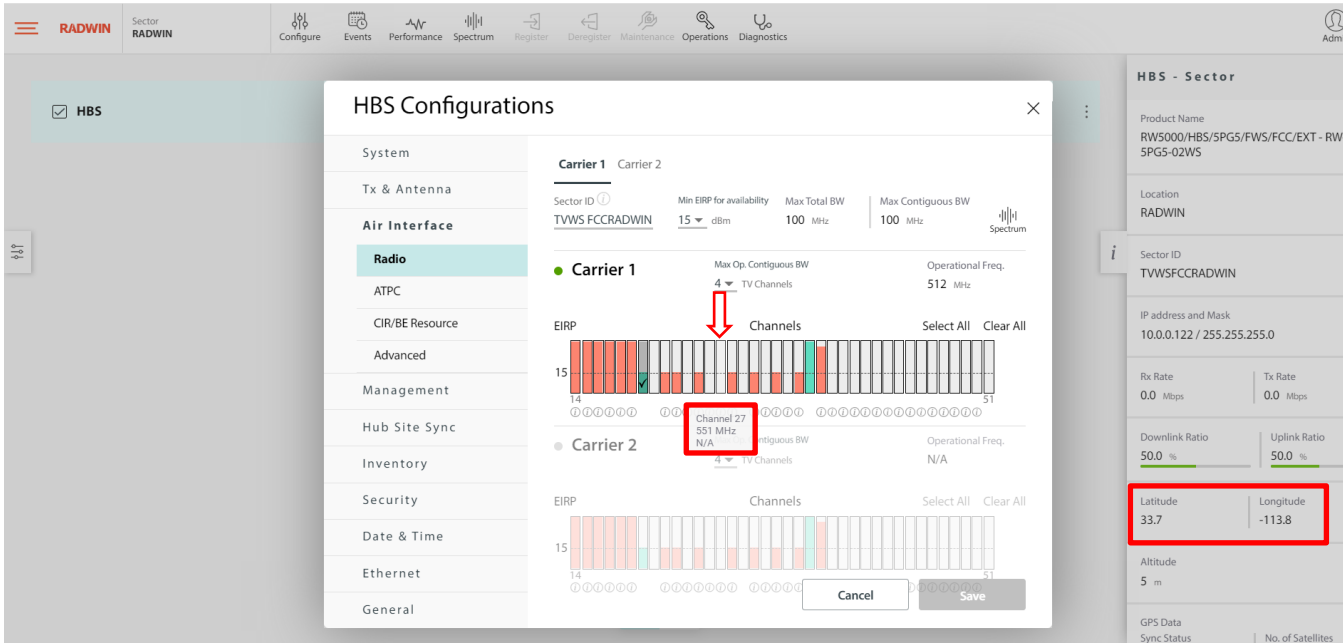 RADWIN
Sector
RADWIN
Configure
Events
Performance
Spectrum
Register
Deregister
Maintenance
Operations
Diagnostics
HBS
HBS Configurations
System
Tx & Antenna
Air Interface
Radio
ATPC
CIR/BE Resource
Advanced
Management
Hub Site Sync
Inventory
Security
Date & Time
Ethernet
General
Carrier 1 Carrier 2
Sector ID Min EIRP for availability Max Total BW Max Contiguous BW
TVWS FCCRADWIN 15 dBm 100 MHz 100 MHz
Spectrum
Carrier 1
Max Op. Contiguous BW
4 TV Channels
Operational Freq.
512 MHz
EIRP Channels Select All Clear All
15
14 51
Channel 27
551 MHz
N/A
Carrier 2
ntiguous BW
4 TV Channels
Operational Freq.
N/A
EIRP Channels Select All Clear All
15
14 51
Cancel Save
HBS - Sector
Product Name
RW5000/HBS/5PG5/FWS/FCC/EXT - RW
5PG5-02WS
Location
RADWIN
i
Sector ID
TVWSFCCRADWIN
IP address and Mask
10.0.0.122 / 255.255.255.0
Rx Rate Tx Rate
0.0 Mbps 0.0 Mbps
Downlink Ratio Uplink Ratio
50.0 % 50.0 %
Latitude Longitude
33.7 -113.8
Altitude
5 m
GPS Data
Sync Status No. of Satellites